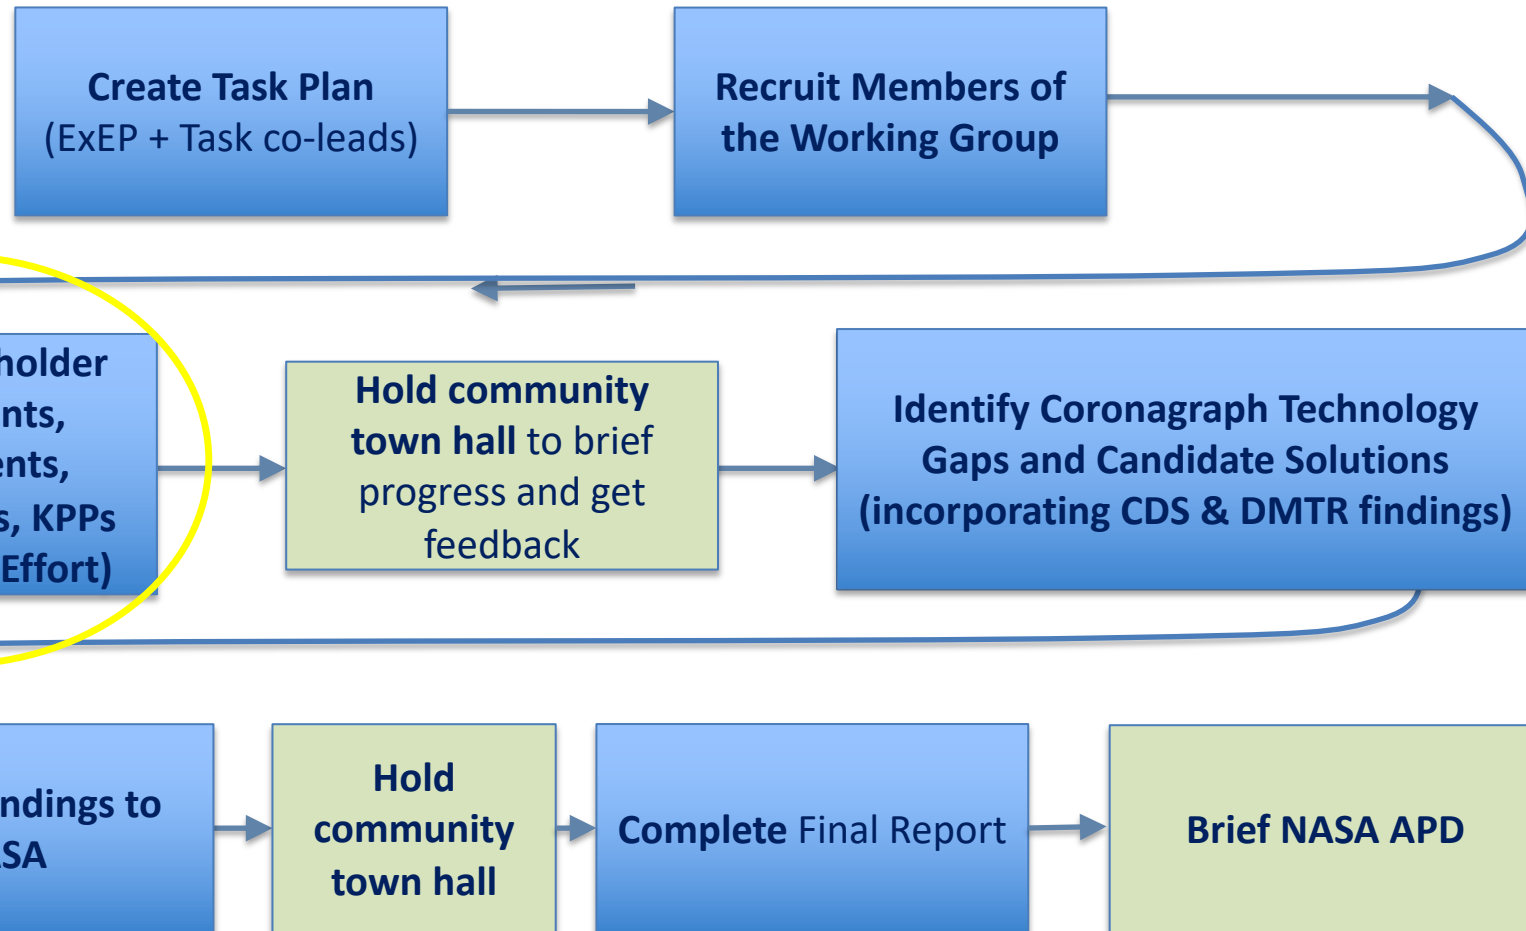 Create Task Plan
(ExEP + Task co-leads)
Recruit Members of
the Working Group
holder
nts,
ents,
s, KPPs
Effort)
Hold community
town hall to brief
progress and get
feedback
Identify Coronagraph Technology
Gaps and Candidate Solutions
(incorporating CDS & DMTR findings)
ndings to
SA
Hold
community
town hall
Complete Final Report
Brief NASA APD